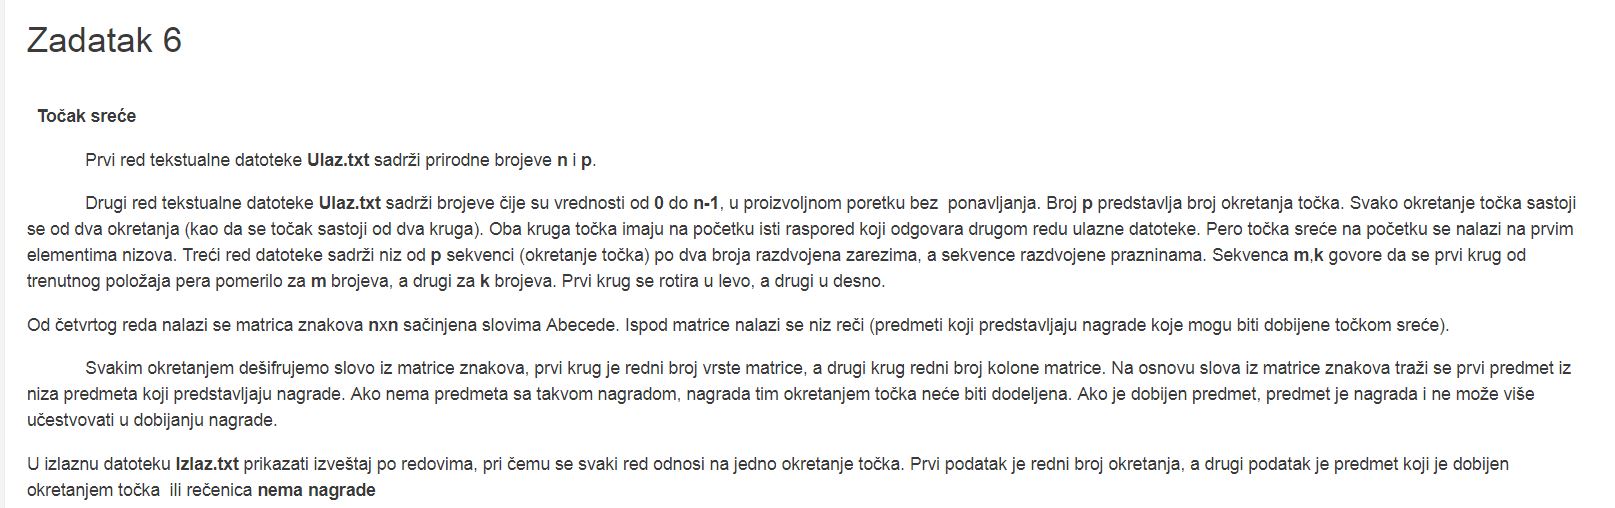 Zadatak 6
Točak sreće
Prvi red tekstualne datoteke Ulaz.txt sadrži prirodne brojeve n i p.
Drugi red tekstualne datoteke Ulaz.txt sadrži brojeve čije su vrednosti od 0 do n-1, u proizvoljnom poretku bez  ponavljanja. Broj p predstavlja broj okretanja točka. Svako okretanje točka sastoji
se od dva okretanja (kao da se točak sastoji od dva kruga). Oba kruga točka imaju na početku isti raspored koji odgovara drugom redu ulazne datoteke. Pero točka sreće na početku se nalazi na prvim
elementima nizova. Treći red datoteke sadrži niz od p sekvenci (okretanje točka) po dva broja razdvojena zarezima, a sekvence razdvojene prazninama. Sekvenca m,k govore da se prvi krug od
trenutnog položaja pera pomerilo za m brojeva, a drugi za k brojeva. Prvi krug se rotira u levo, a drugi u desno.
Od četvrtog reda nalazi se matrica znakova nxn sačinjena slovima Abecede. Ispod matrice nalazi se niz reči (predmeti koji predstavljaju nagrade koje mogu biti dobijene točkom sreće).
Svakim okretanjem dešifrujemo slovo iz matrice znakova, prvi krug je redni broj vrste matrice, a drugi krug redni broj kolone matrice. Na osnovu slova iz matrice znakova traži se prvi predmet iz
niza predmeta koji predstavljaju nagrade. Ako nema predmeta sa takvom nagradom, nagrada tim okretanjem točka neće biti dodeljena. Ako je dobijen predmet, predmet je nagrada i ne može više
učestvovati u dobijanju nagrade.
U izlaznu datoteku Izlaz.txt prikazati izveštaj po redovima, pri čemu se svaki red odnosi na jedno okretanje točka. Prvi podatak je redni broj okretanja, a drugi podatak je predmet koji je dobijen
okretanjem točka  ili rečenica nema nagrade